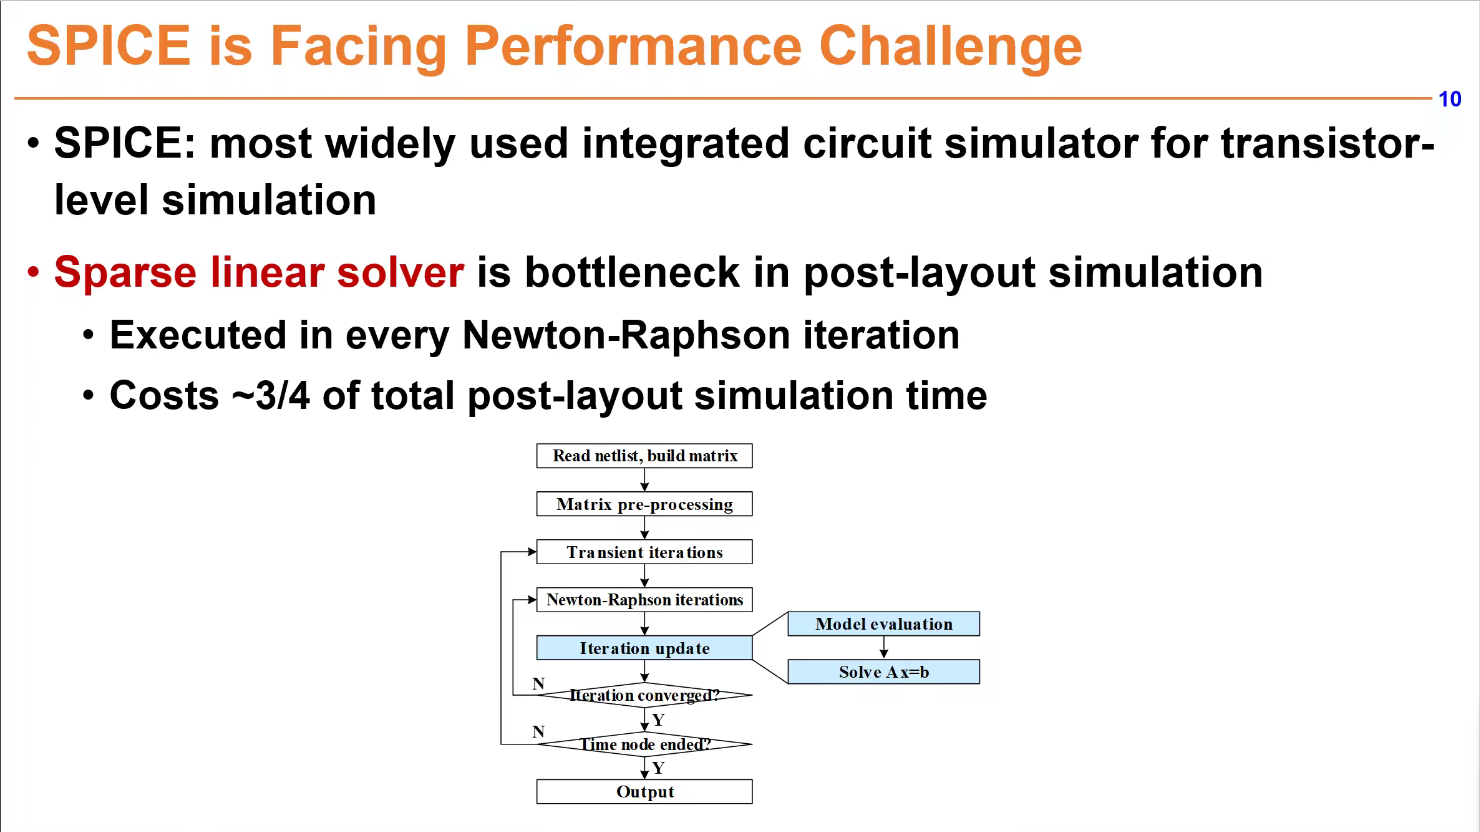 SPICE is Facing Performance Challenge
10
• SPICE: most widely used integrated circuit simulator for transistor-
level simulation
• Sparse linear solver is bottleneck in post-layout simulation
• Executed in every Newton-Raphson iteration
• Costs ~3/4 of total post-layout simulation time
Read netlist, build matrix
Matrix pre-processing
Transient iterations
Newton-Raphson iterations
Iteration update
Model evaluation
Solve Ax=b
N
Iteration converged?
Y
N
Time node ended?
Y
Output